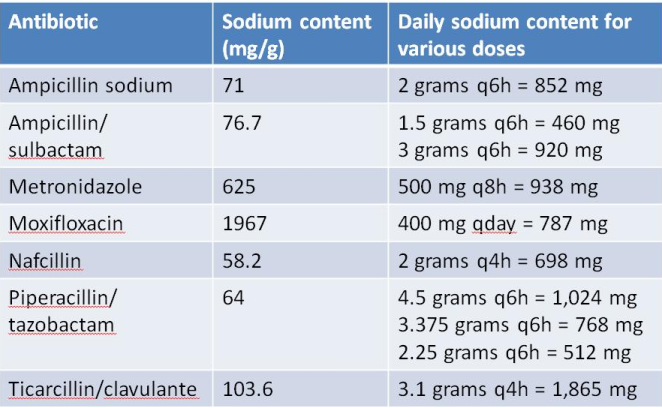 Antibiotic
Sodium content
(mg/g)
Daily sodium content for
various doses
Ampicillin sodium
71
2 grams q6h = 852 mg
Ampicillin/
sulbactam
76.7
1.5 grams q6h = 460 mg
3 grams q6h = 920 mg
Metronidazole
625
500 mg q8h = 938 mg
Moxifloxacin
1967
400 mg qday = 787 mg
Nafcillin
58.2
2 grams q4h = 698 mg
Piperacillin/
tazobactam
64
4.5 grams q6h = 1,024 mg
3.375 grams q6h = 768 mg
2.25 grams q6h = 512 mg
Ticarcillin/clavulante
103.6
3.1 grams q4h = 1,865 mg